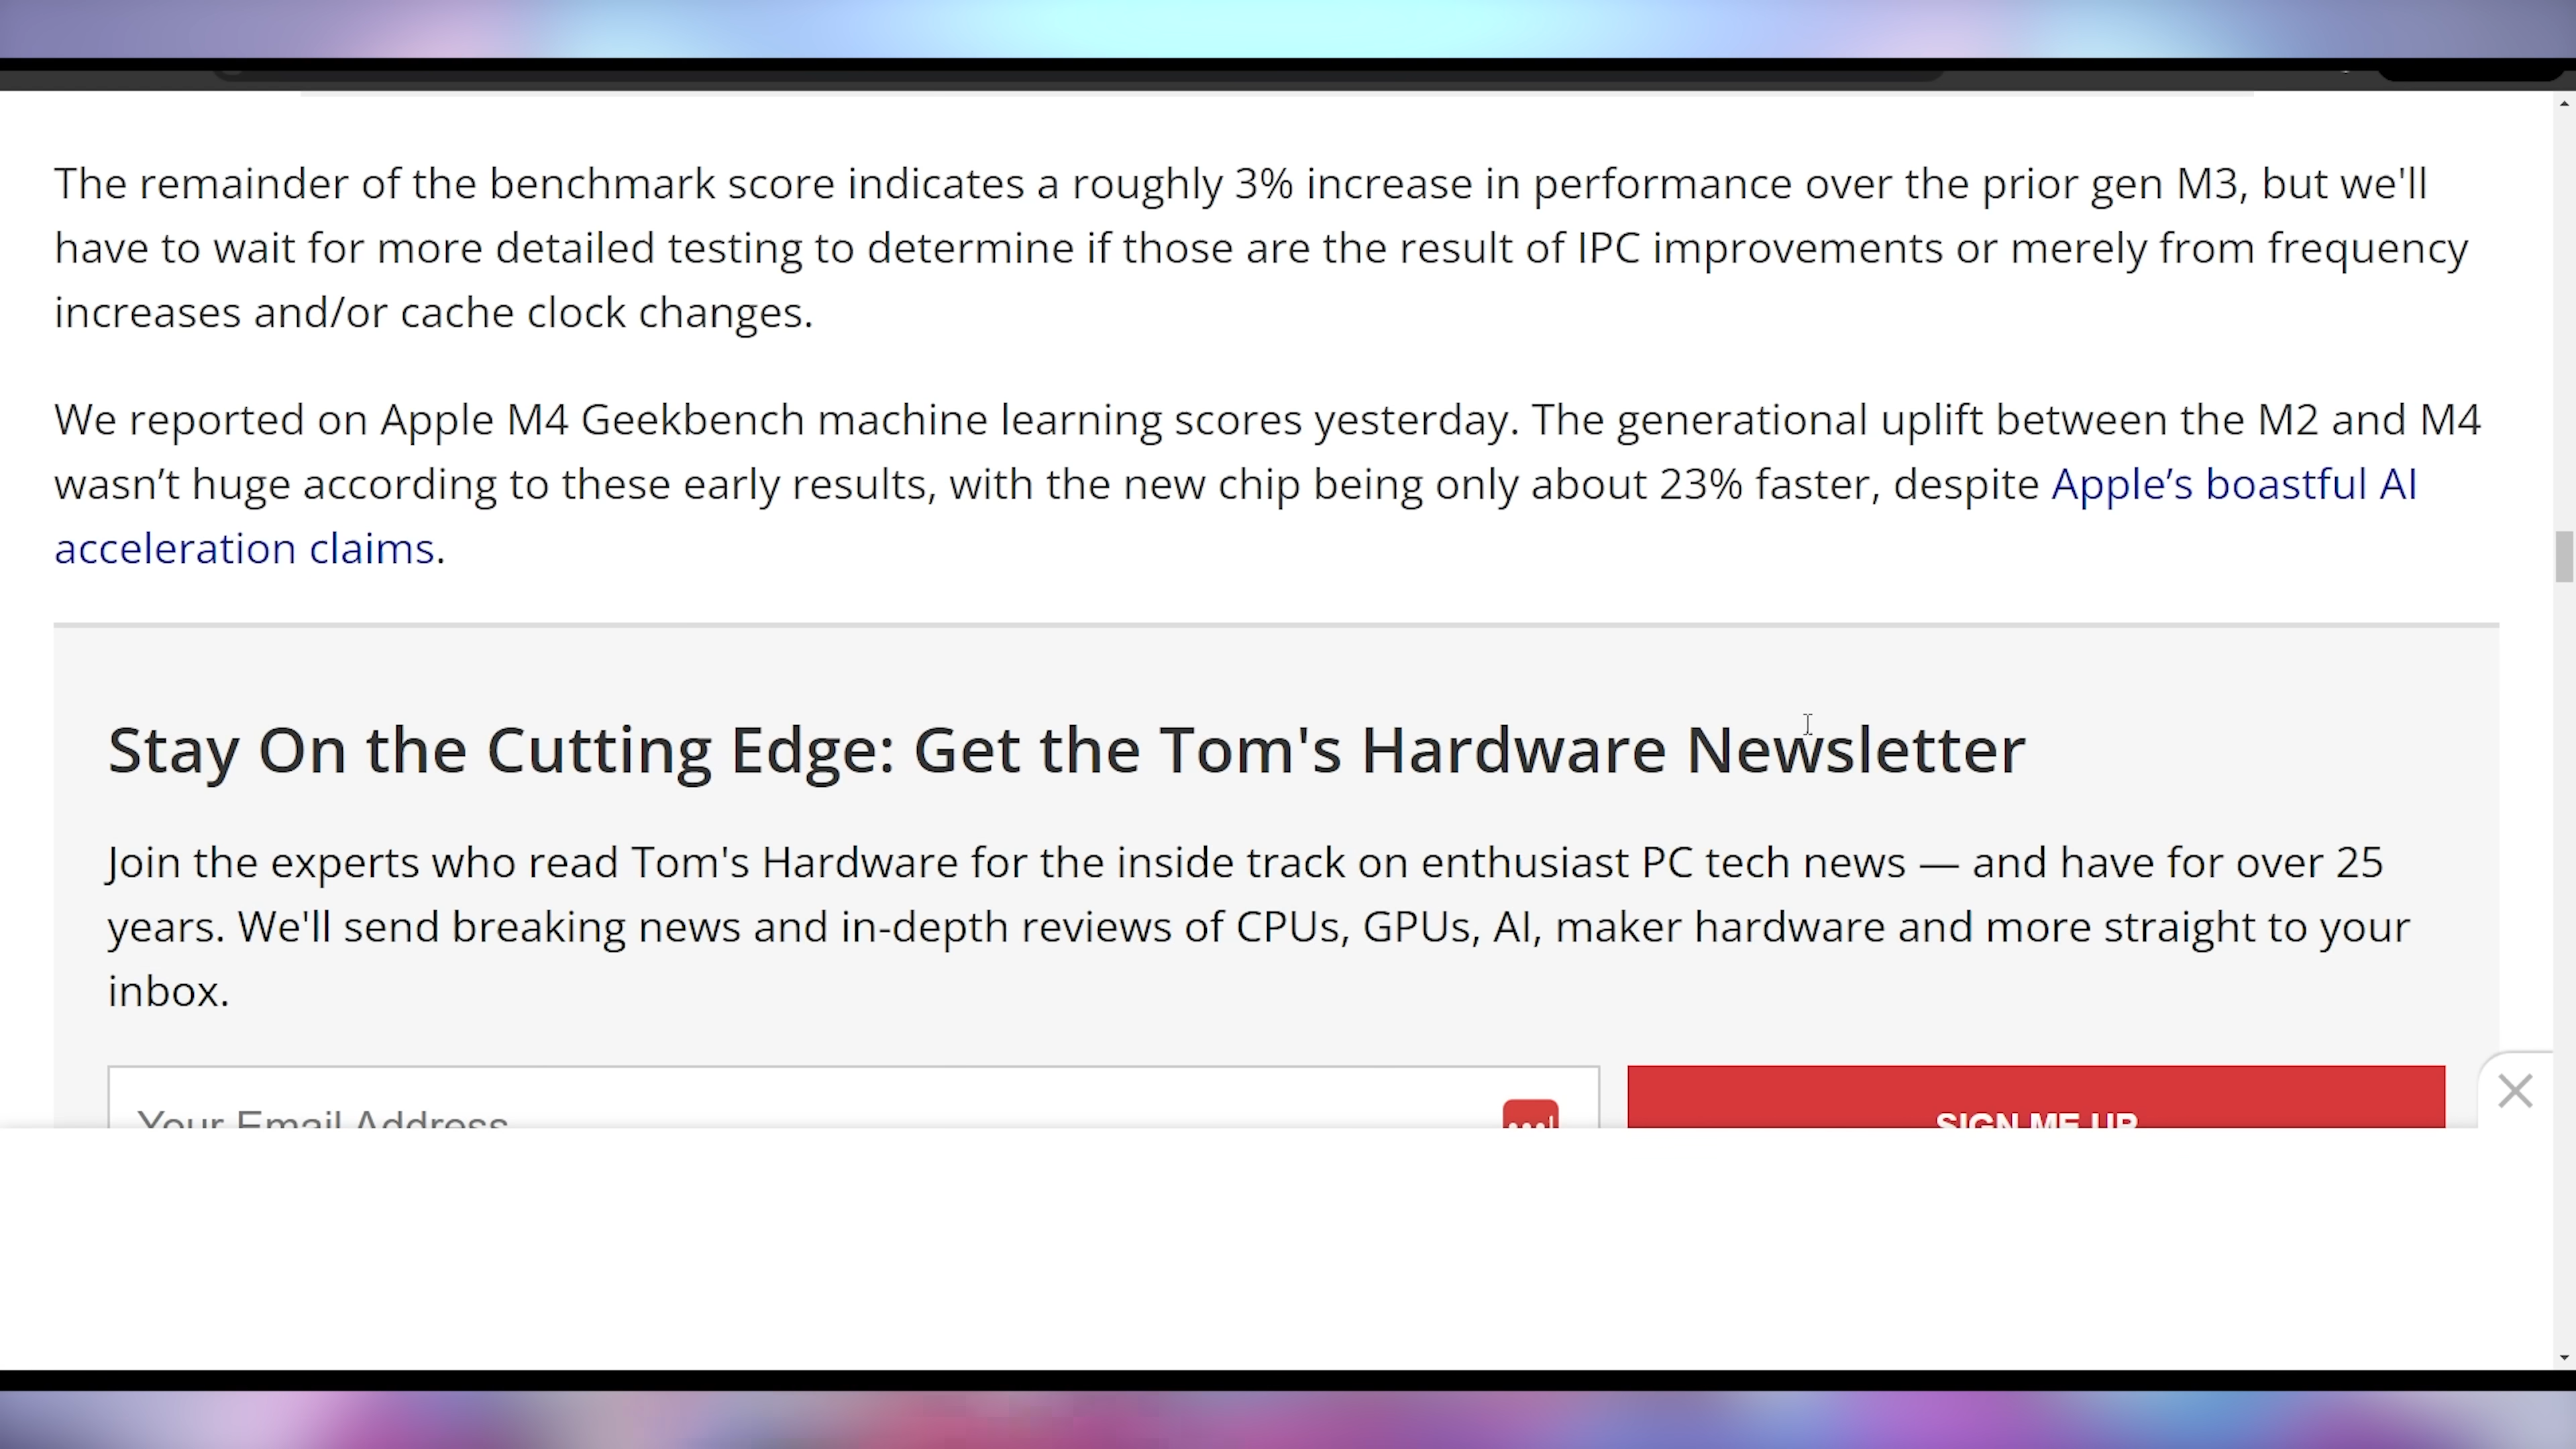 The remainder of the benchmark score indicates a roughly 3% increase in performance over the prior gen M3, but we'll
have to wait for more detailed testing to determine if those are the result of IPC improvements or merely from frequency
increases and/or cache clock changes.
We reported on Apple M4 Geekbench machine learning scores yesterday. The generational uplift between the M2 and M4
wasn’t huge according to these early results, with the new chip being only about 23% faster, despite Apple’s boastful AI
acceleration claims.
Stay On the Cutting Edge: Get the Tom's Hardware Newsletter
Join the experts who read Tom's Hardware for the inside track on enthusiast PC tech news — and have for over 25
years. We'll send breaking news and in-depth reviews of CPUs, GPUs, AI, maker hardware and more straight to your
inbox.
Your Email Address
SIGN ME UP